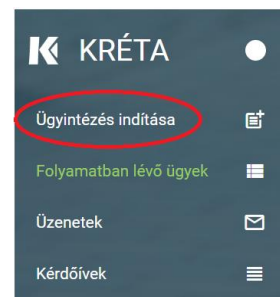 KRÉTA
Ügyintézés indítása
Folyamatban lévő ügyek
Üzenetek
Kérdőívek